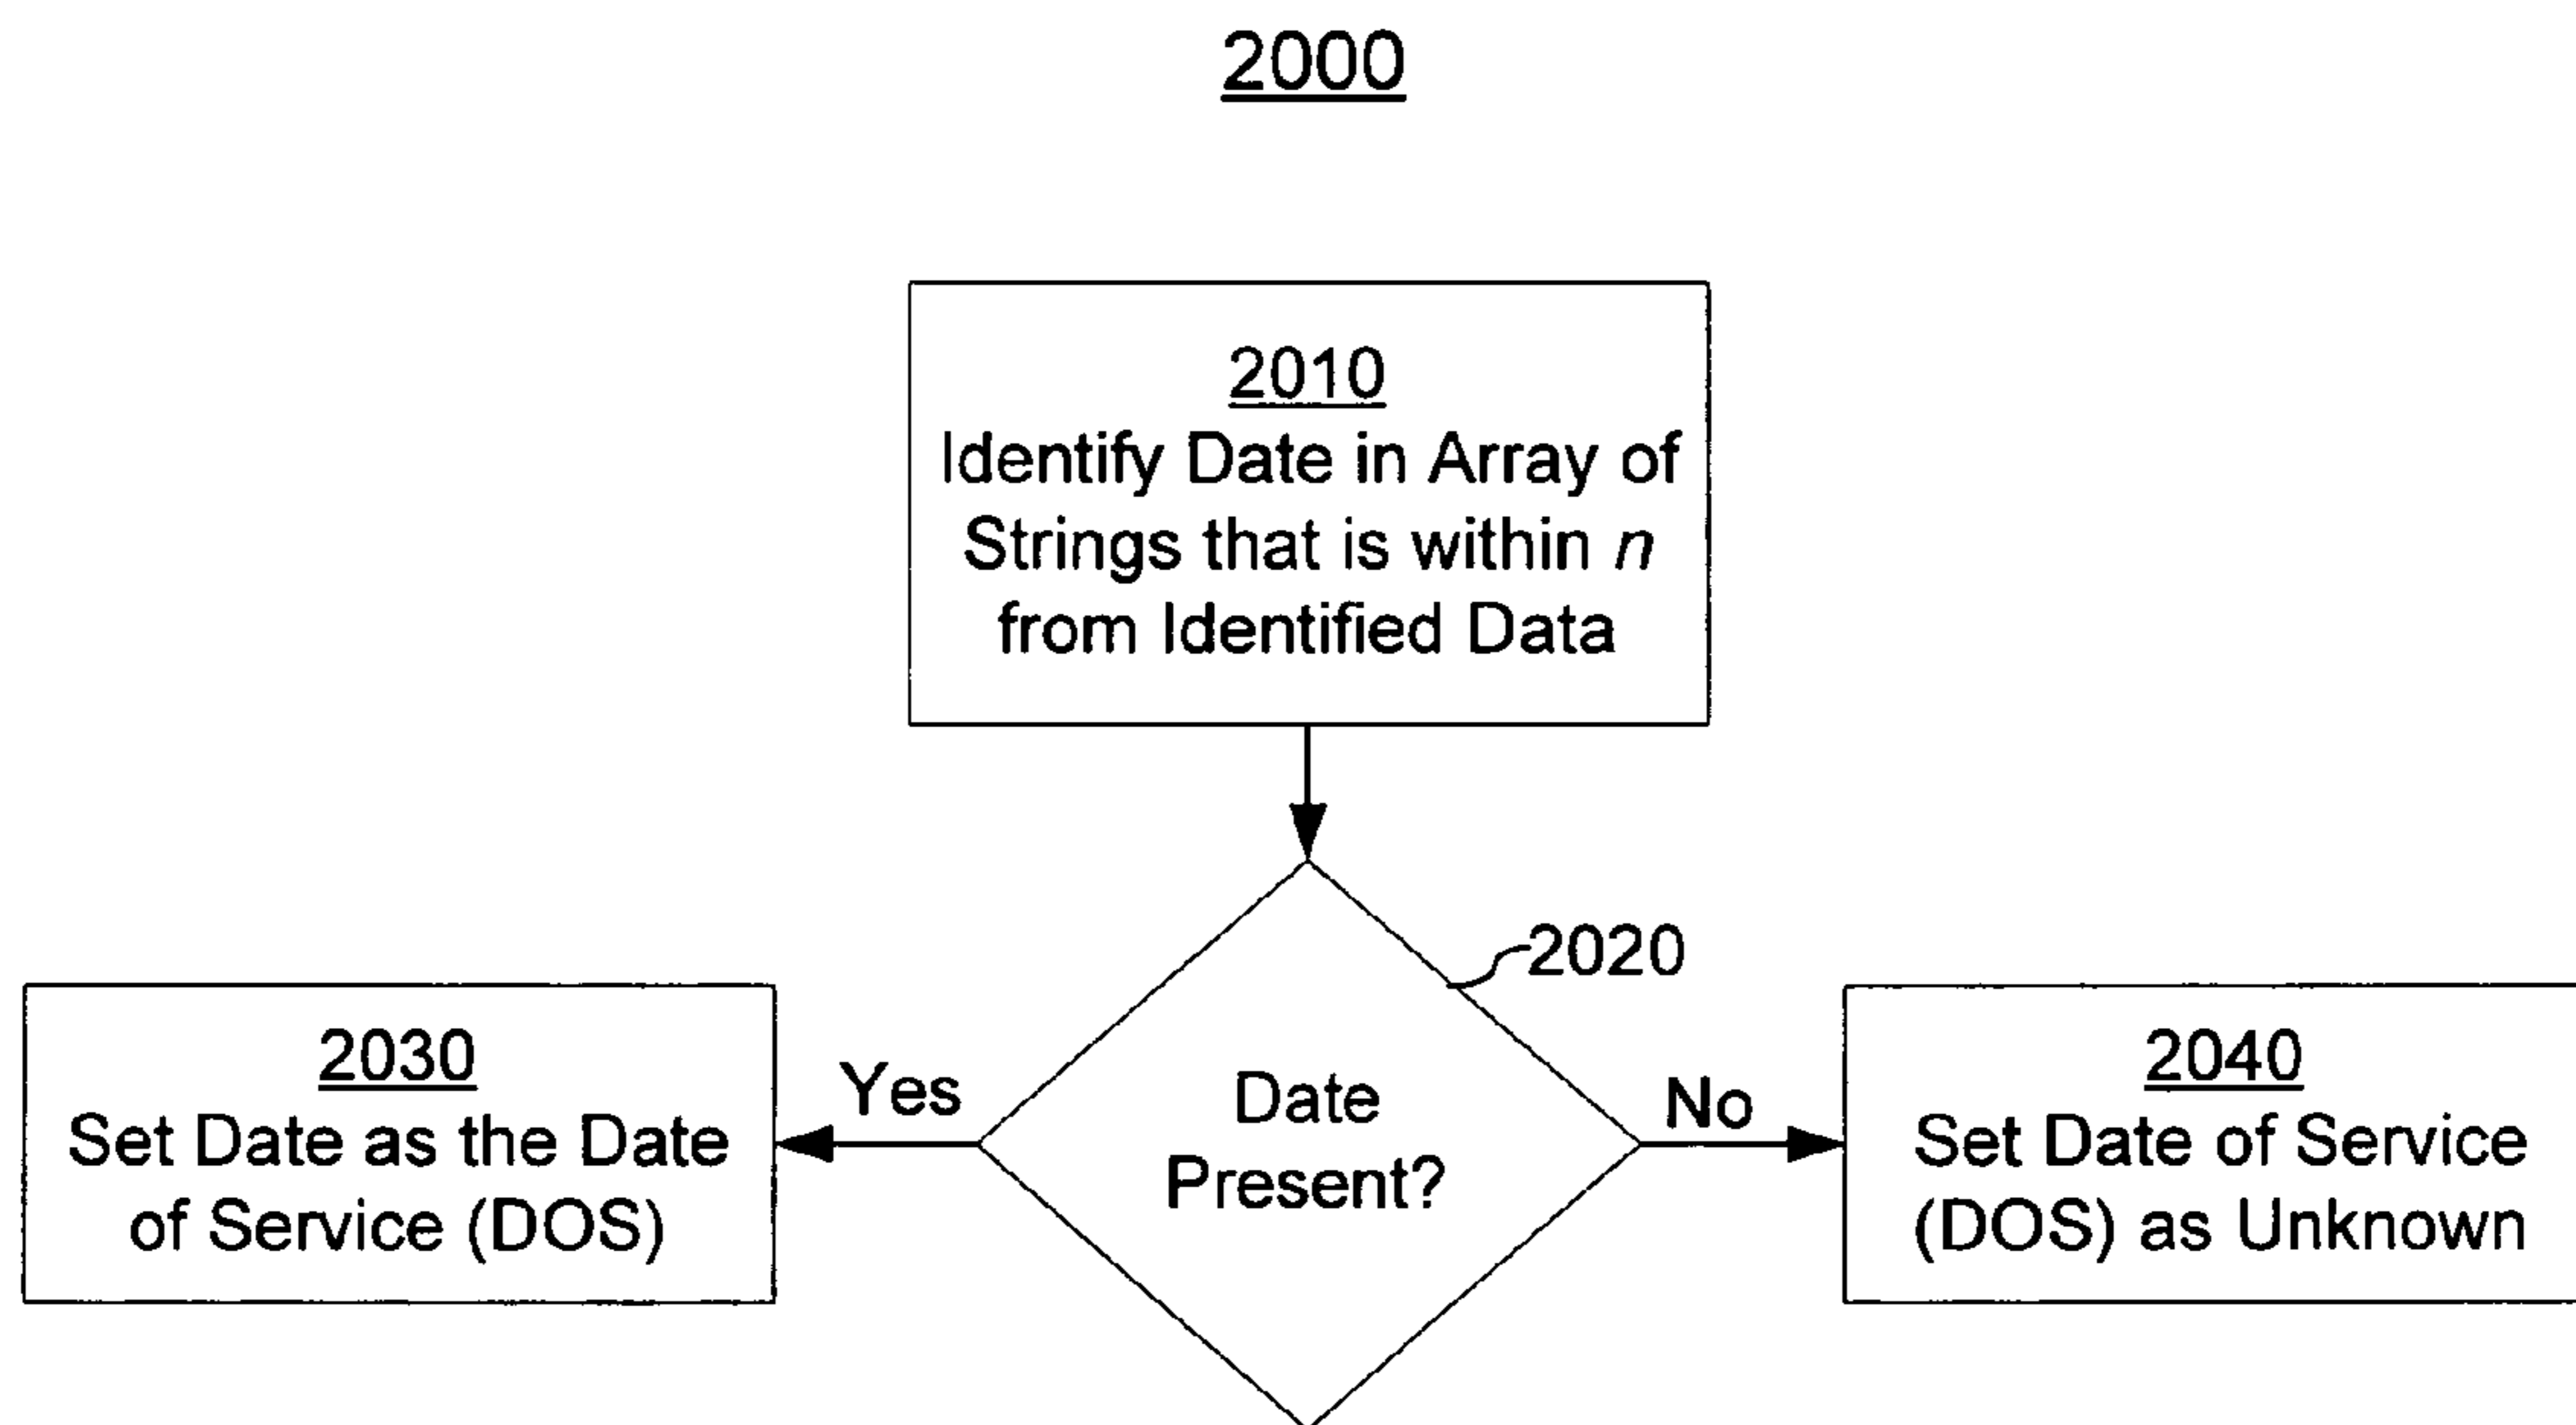 2000
2010
Identify Date in Array of
Strings that is within n
from Identified Data
2020
2030
Set Date as the Date
of Service (DOS)
Yes
Date
Present?
No
2040
Set Date of Service
(DOS) as Unknown